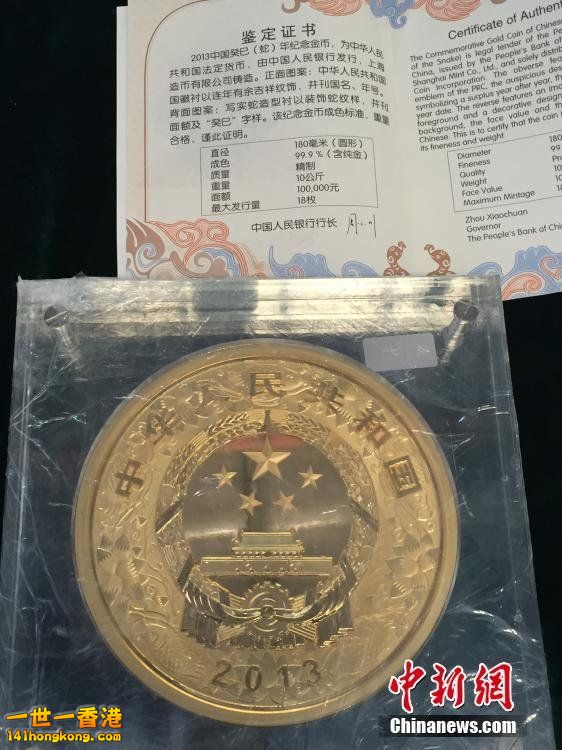 鉴定证书
2013中国癸巳（蛇）年纪念金币，为中华人民
共和国法定货币，由中国人民银行发行，上海
造币有限公司铸造。正面图案：中华人民共和国
国徽衬以连年有余吉祥纹饰，并刊国名、年号。
背面图案：写实蛇造型衬以装饰蛇纹样，并刊
面额及“癸巳”字样。该纪念金币成色标准，重量
合格，谨此证明。
直径 180毫米（圆形）
成色 99.9%（含纯金）
质量 精制
重量 10公斤
面额 100,000元
最大发行量 18枚
中国人民银行行长
Certificate of Authent
The Commemorative Gold Coin of Chinese
(of the Snake) is legal tender of the Pe
China, issued by the People's Bank of
Shanghai Mint Co., Ltd., and solely distrib
Coin Incorporation. The obverse feat
emblem of the PRC, the auspicious desi
symbolizing a surplus year after year, th
year date. The reverse features an imag
foreground and a decorative design
background, the face value and th
Chinese. This is to certify that the coin
its fineness and weight.
Diameter 180
Fineness 99.
Quality Pr
Weight 10
Face Value 10
Maximum Mintage 18
Zhou Xiaochuan
Governor
The People's Bank of Chin
中华人民共和国
2013
一世一香港
141hongkong.com
中新网
Chinanews.com